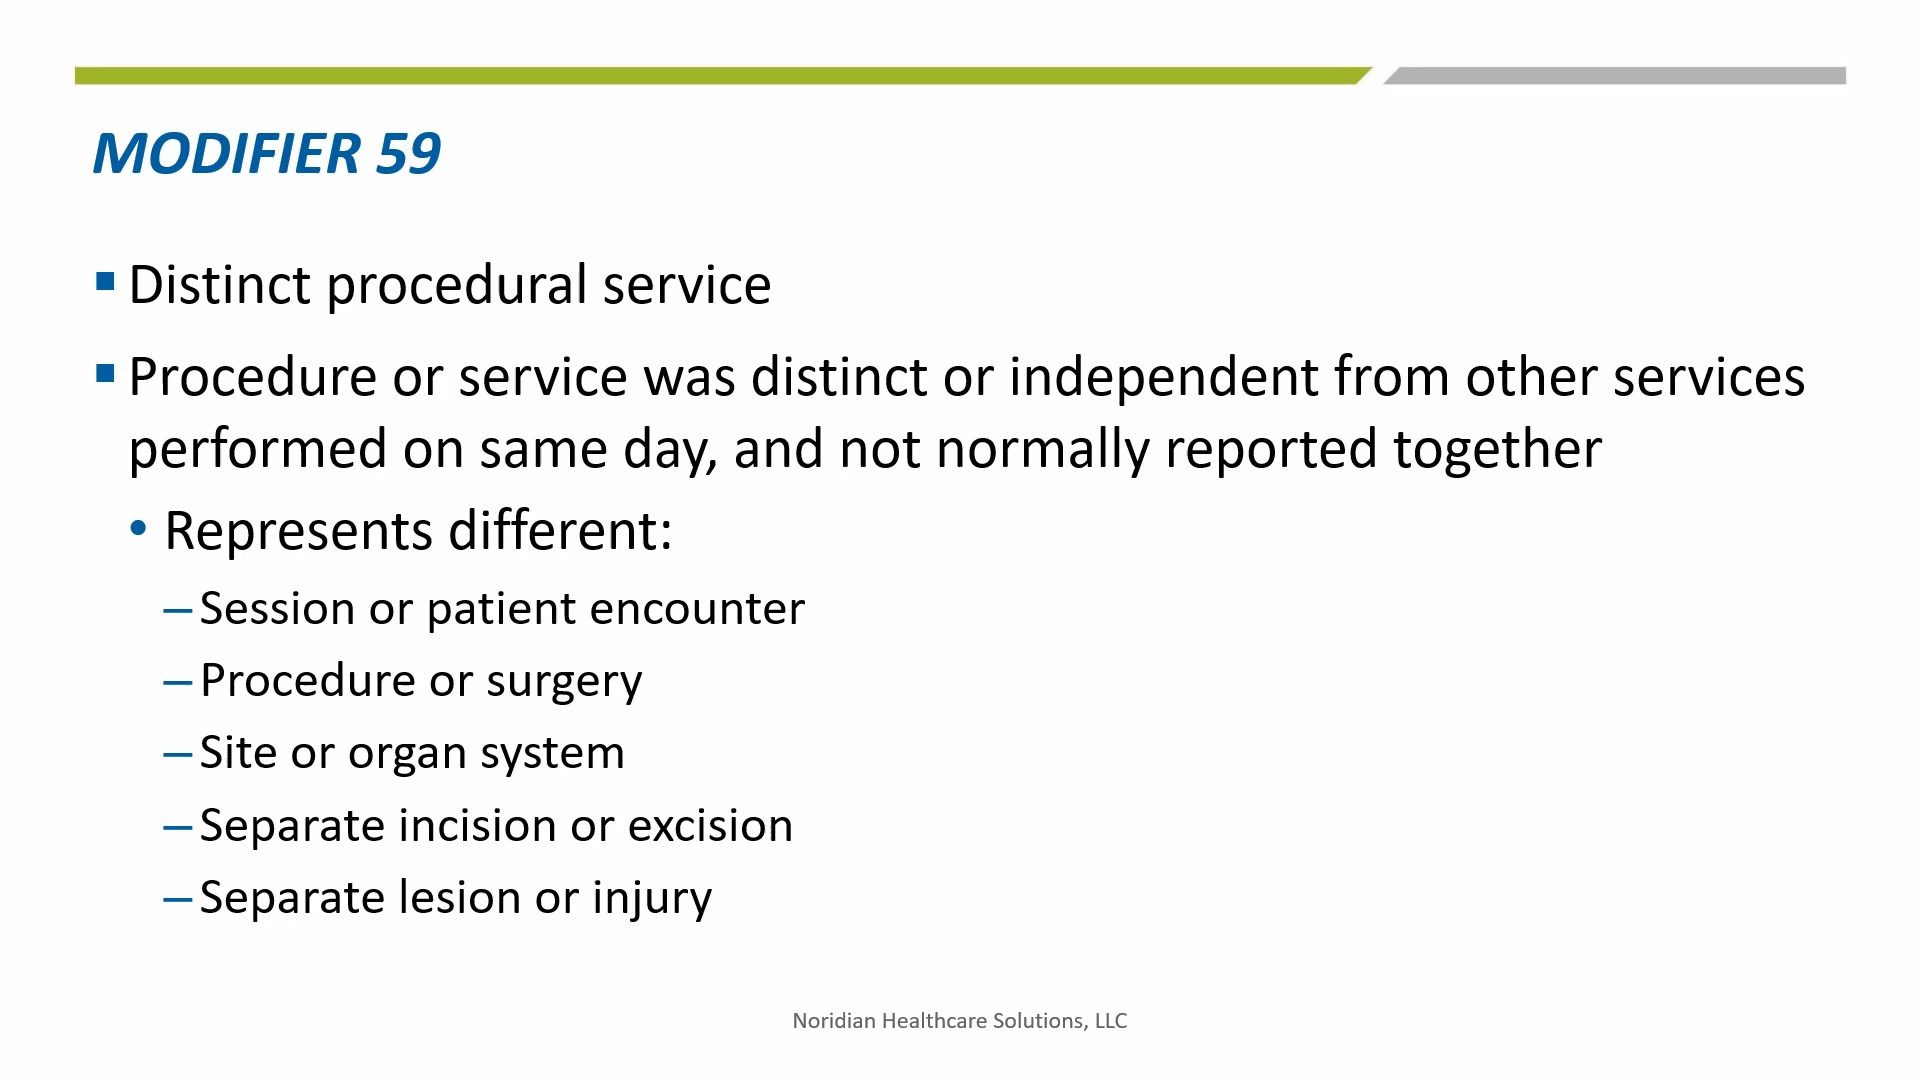 MODIFIER 59
▪ Distinct procedural service
▪ Procedure or service was distinct or independent from other services
performed on same day, and not normally reported together
• Represents different:
– Session or patient encounter
– Procedure or surgery
– Site or organ system
– Separate incision or excision
– Separate lesion or injury
Noridian Healthcare Solutions, LLC